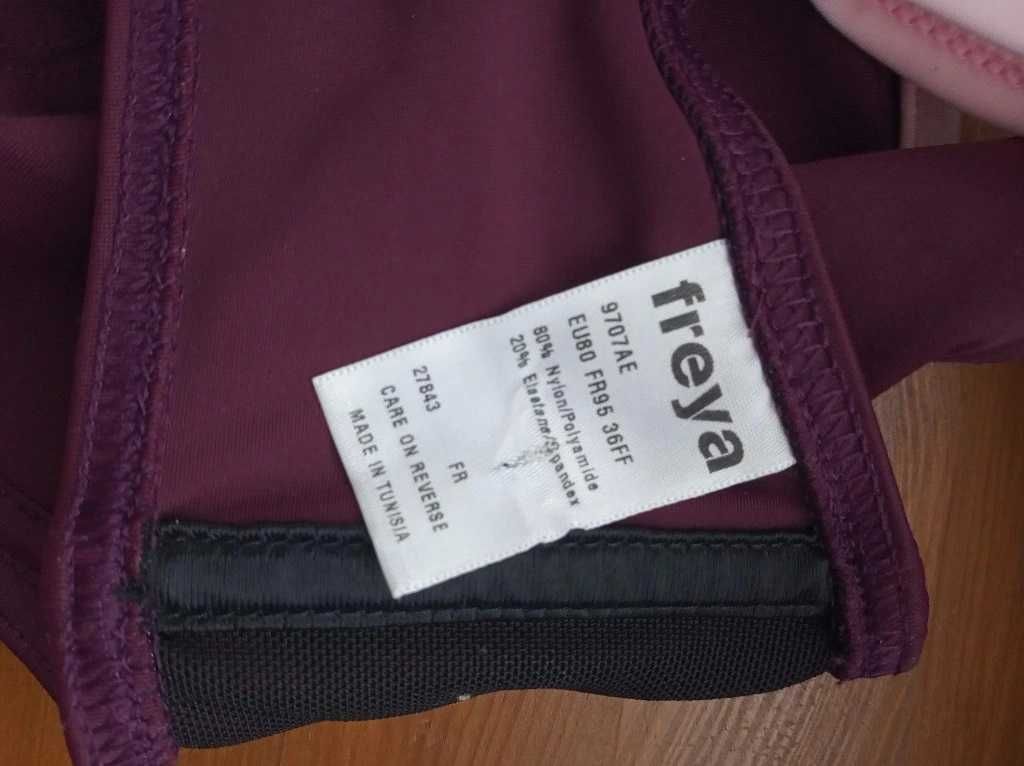 freya
9707AE
EU80 FR95 36FF
80% Nylon/Polyamide
20% Elastane/Spandex
FR
27843
CARE ON REVERSE
MADE IN TUNISIA